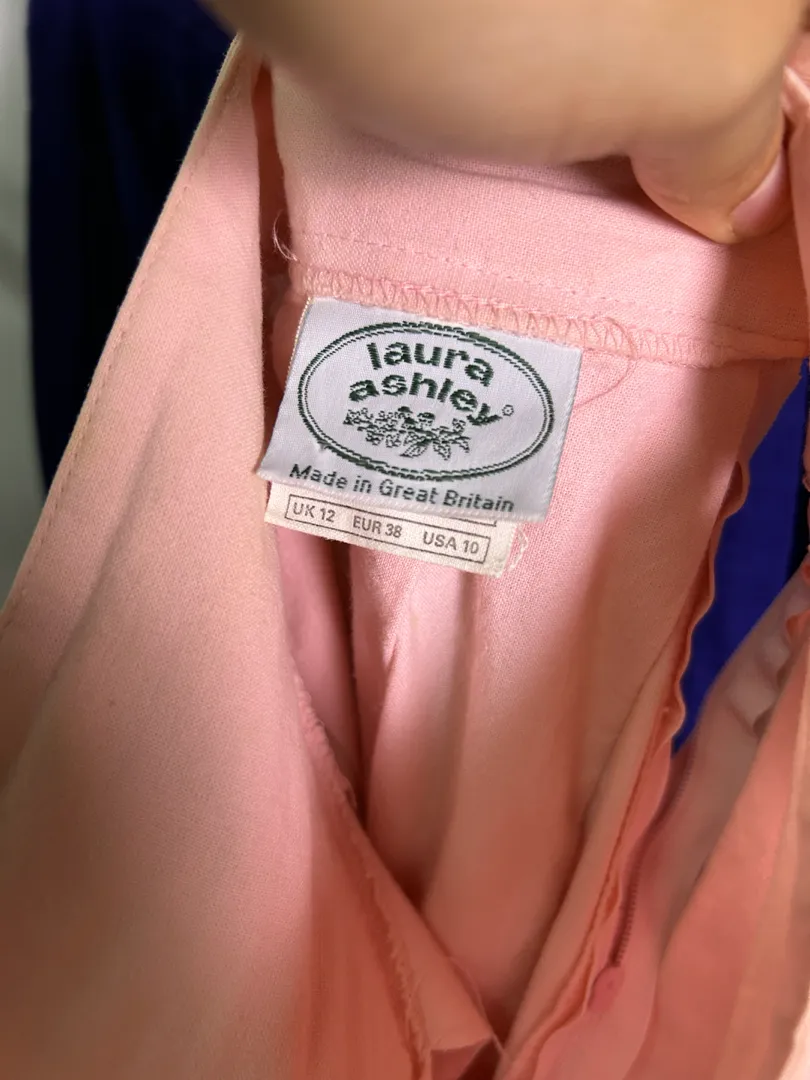 laura
ashley®
Made in Great Britain
UK 12 EUR 38 USA 10